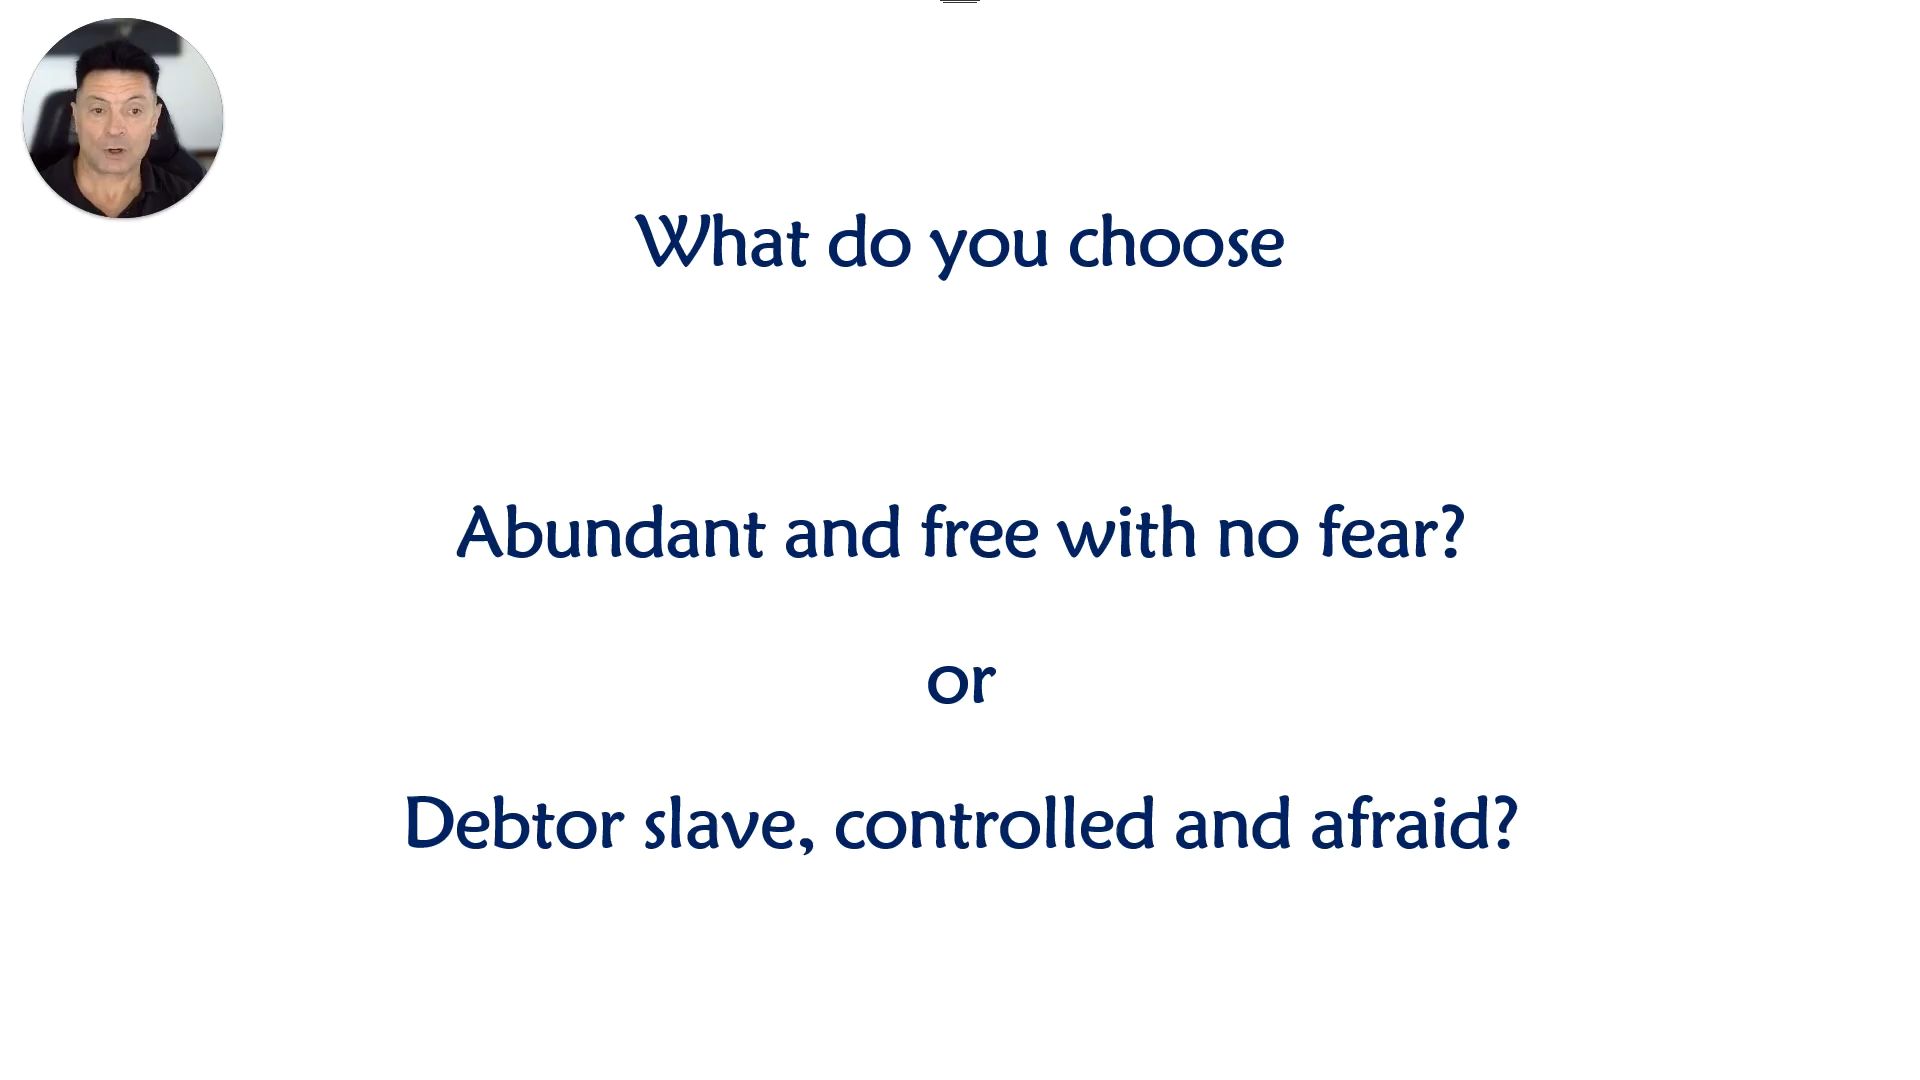 What do you choose
Abundant and free with no fear?
or
Debtor slave, controlled and afraid?